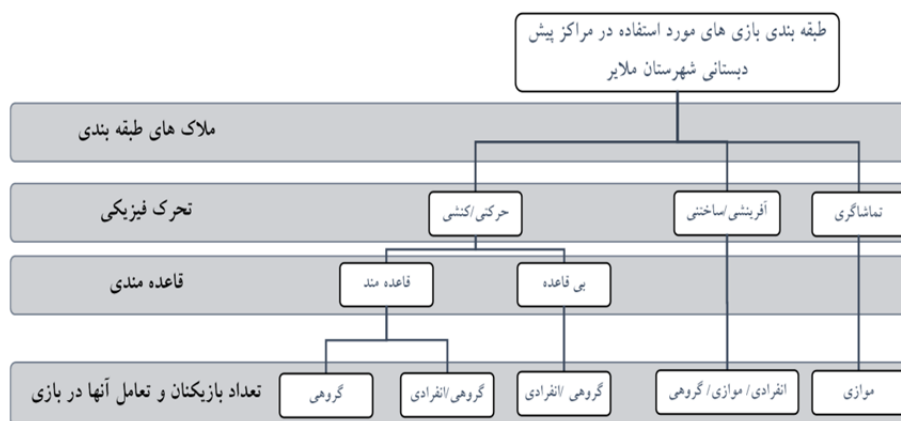 طبقه بندی بازی های مورد استفاده در مراکز پیش
دبستانی شهرستان ملایر
ملاک های طبقه بندی
تحرک فیزیکی
حرکتی/کنشی
آفرینشی/ساختنی
تماشاگری
قاعده مندی
قاعده مند
بی قاعده
تعداد بازیکنان و تعامل آنها در بازی
گروهی
گروهی/انفرادی
گروهی /انفرادی
انفرادی/ موازی/ گروهی
موازی